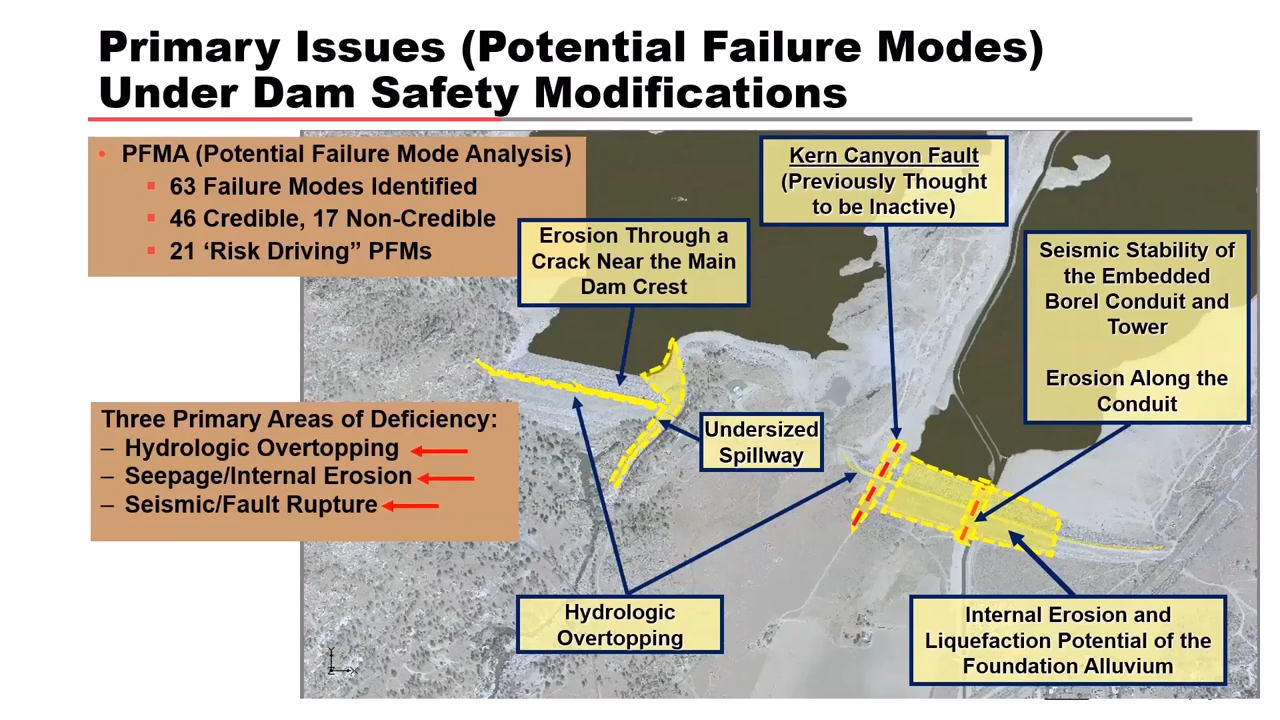 Primary Issues (Potential Failure Modes)
Under Dam Safety Modifications
• PFMA (Potential Failure Mode Analysis)
▪ 63 Failure Modes Identified
▪ 46 Credible, 17 Non-Credible
▪ 21 ‘Risk Driving” PFMs
Kern Canyon Fault
(Previously Thought
to be Inactive)
Erosion Through a
Crack Near the Main
Dam Crest
Seismic Stability of
the Embedded
Borel Conduit and
Tower
Erosion Along the
Conduit
Three Primary Areas of Deficiency:
– Hydrologic Overtopping
– Seepage/Internal Erosion
– Seismic/Fault Rupture
Undersized
Spillway
Hydrologic
Overtopping
Internal Erosion and
Liquefaction Potential of the
Foundation Alluvium
Y
X